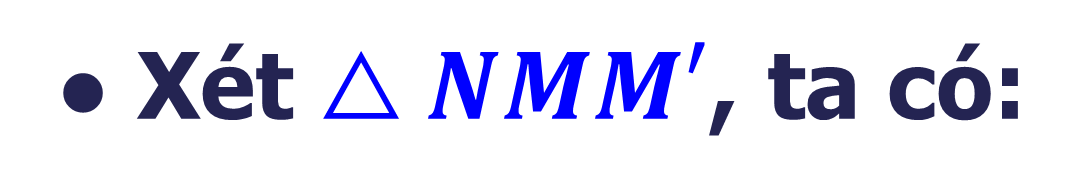 • Xét △ NMM′, ta có: